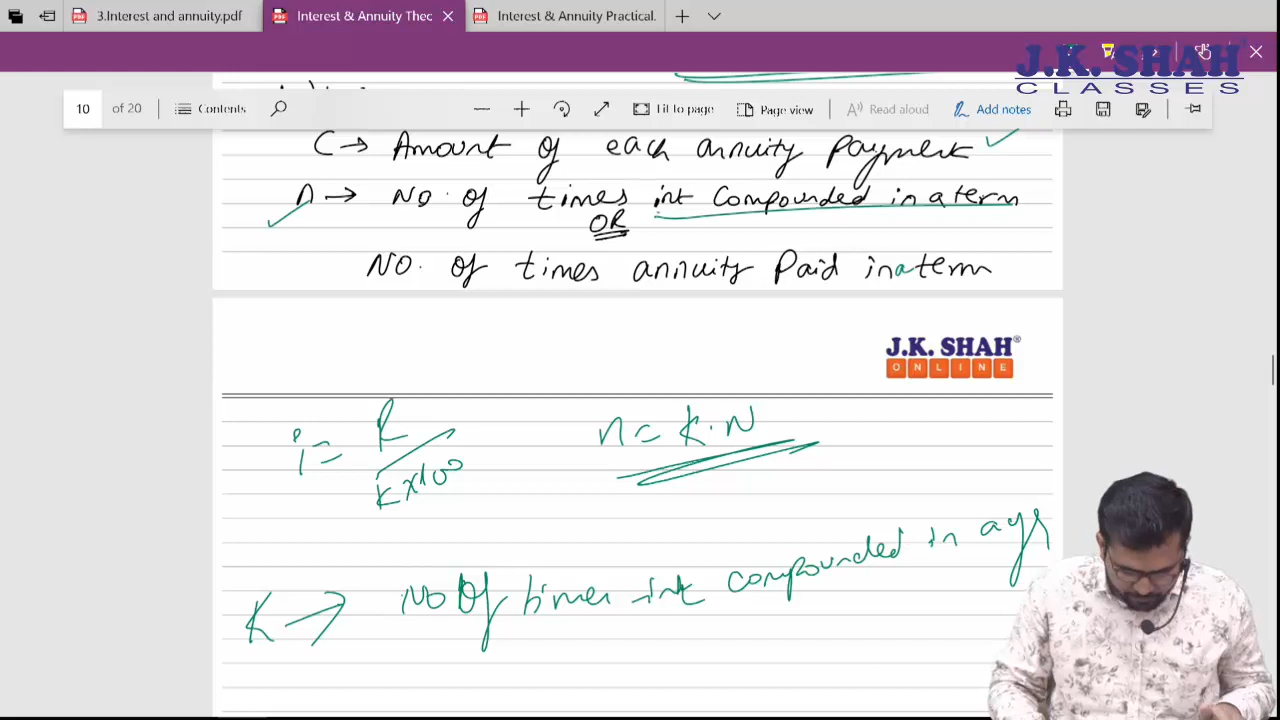 3.Interest and annuity.pdf
Interest & Annuity Theo
Interest & Annuity Practical.
J.K. SHAH
CLASSES
10 of 20
Contents
Fit to page
Page view
Read aloud
Add notes
C → Amount of each annuity payment
n → No. of times int compounded in a term
OR
No. of times annuity Paid in a term
J.K. SHAH®
ONLINE
i = R / K×100
n = K.N
K → No Of times int compounded in a yr